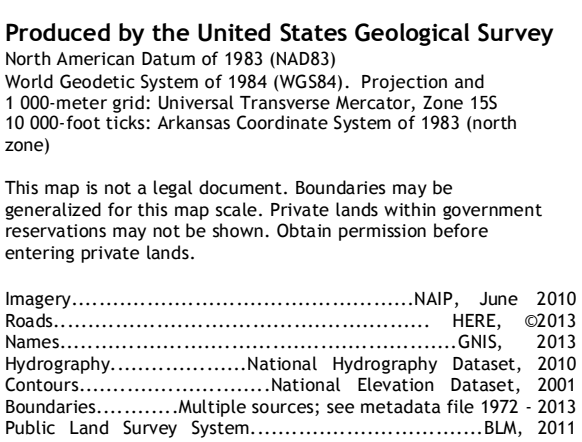 Produced by the United States Geological Survey
North American Datum of 1983 (NAD83)
World Geodetic System of 1984 (WGS84). Projection and
1 000-meter grid: Universal Transverse Mercator, Zone 15S
10 000-foot ticks: Arkansas Coordinate System of 1983 (north
zone)
This map is not a legal document. Boundaries may be
generalized for this map scale. Private lands within government
reservations may not be shown. Obtain permission before
entering private lands.
Imagery..............................................NAIP, June 2010
Roads.................................................. HERE, ©2013
Names.....................................................GNIS, 2013
Hydrography..................National Hydrography Dataset, 2010
Contours..........................National Elevation Dataset, 2001
Boundaries...........Multiple sources; see metadata file 1972 - 2013
Public Land Survey System...............................BLM, 2011